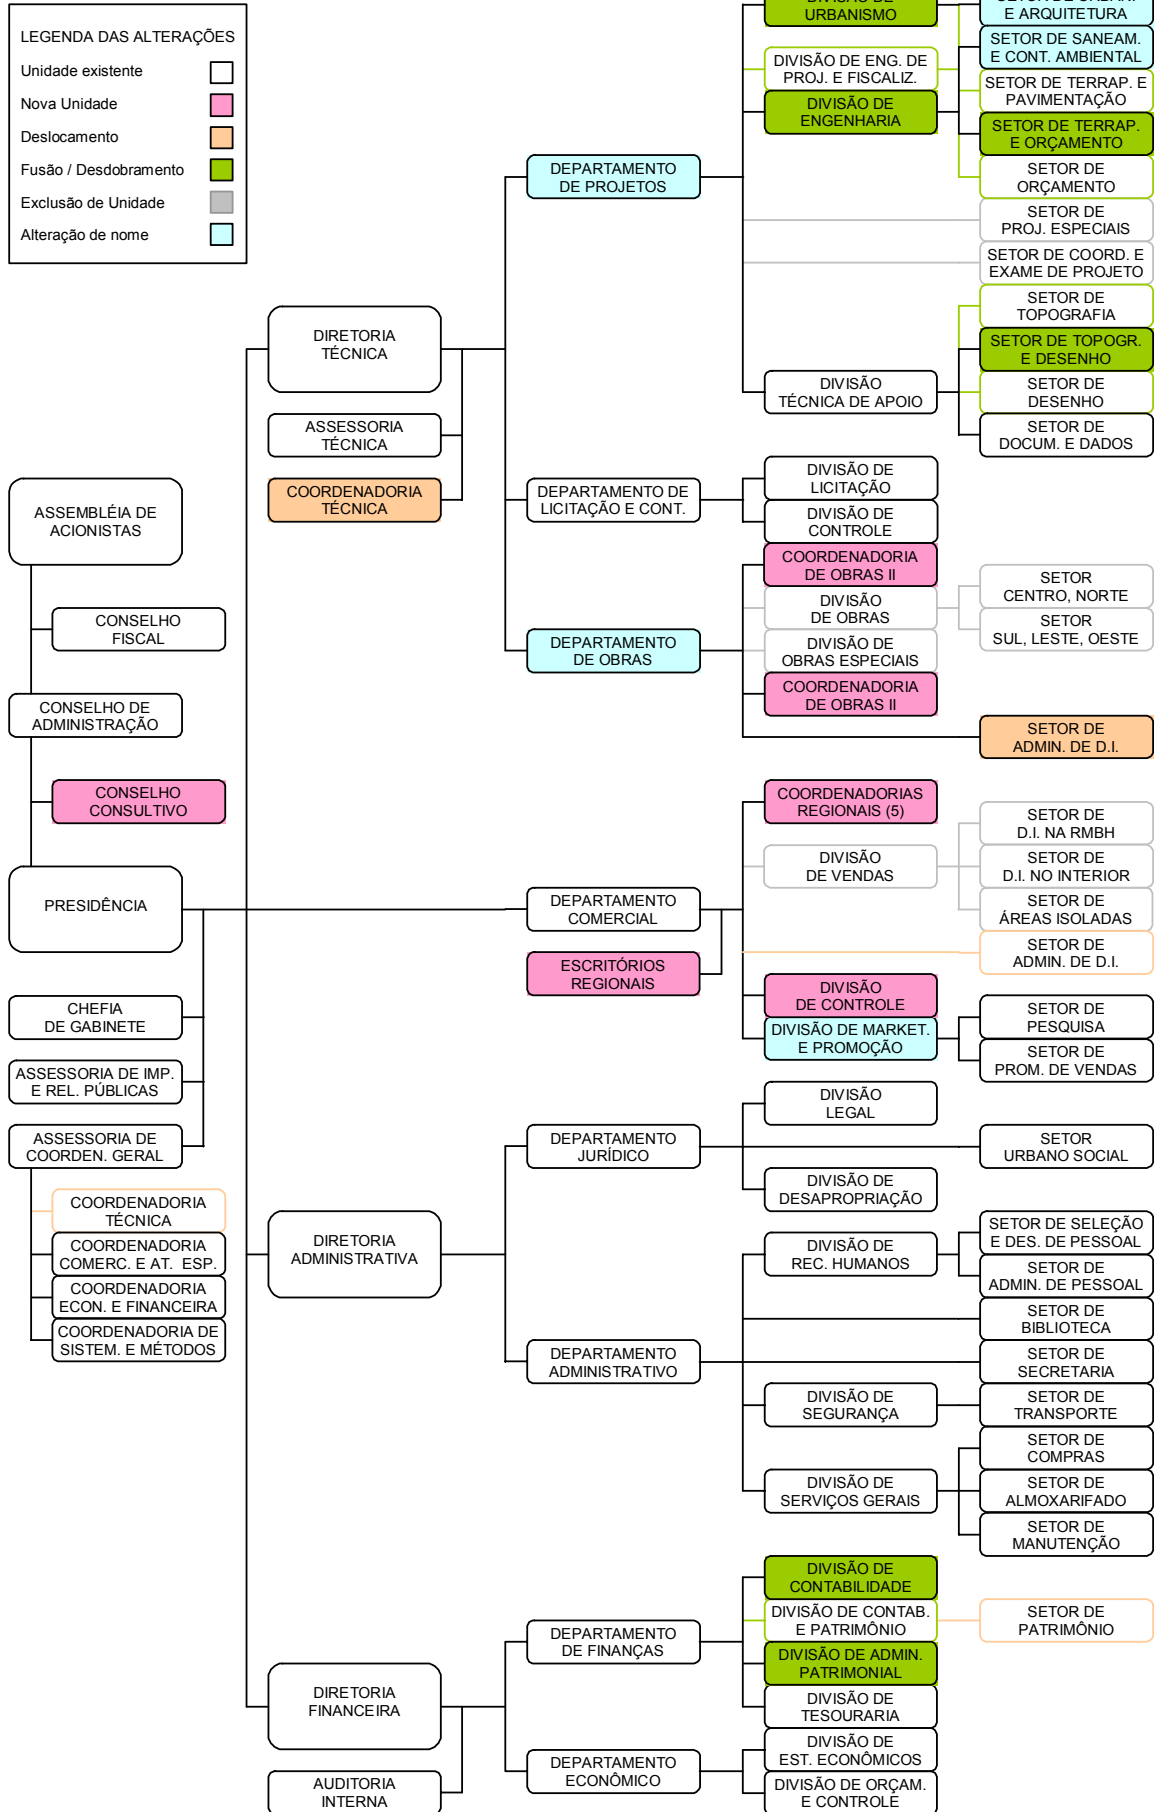 LEGENDA DAS ALTERAÇÕES
Unidade existente
Nova Unidade
Deslocamento
Fusão / Desdobramento
Exclusão de Unidade
Alteração de nome
ASSEMBLÉIA DE
ACIONISTAS
CONSELHO
FISCAL
CONSELHO DE
ADMINISTRAÇÃO
CONSELHO
CONSULTIVO
PRESIDÊNCIA
CHEFIA
DE GABINETE
ASSESSORIA DE IMP.
E REL. PÚBLICAS
ASSESSORIA DE
COORDEN. GERAL
COORDENADORIA
TÉCNICA
COORDENADORIA
COMERC. E AT. ESP.
COORDENADORIA
ECON. E FINANCEIRA
COORDENADORIA DE
SISTEM. E MÉTODOS
DIRETORIA
TÉCNICA
ASSESSORIA
TÉCNICA
COORDENADORIA
TÉCNICA
DIRETORIA
ADMINISTRATIVA
DIRETORIA
FINANCEIRA
AUDITORIA
INTERNA
DEPARTAMENTO
DE PROJETOS
DEPARTAMENTO DE
LICITAÇÃO E CONT.
DEPARTAMENTO
DE OBRAS
DEPARTAMENTO
COMERCIAL
ESCRITÓRIOS
REGIONAIS
DEPARTAMENTO
JURÍDICO
DEPARTAMENTO
ADMINISTRATIVO
DEPARTAMENTO
DE FINANÇAS
DEPARTAMENTO
ECONÔMICO
URBANISMO
DIVISÃO DE ENG. DE
PROJ. E FISCALIZ.
DIVISÃO DE
ENGENHARIA
DIVISÃO
TÉCNICA DE APOIO
DIVISÃO DE
LICITAÇÃO
DIVISÃO DE
CONTROLE
COORDENADORIA
DE OBRAS II
DIVISÃO
DE OBRAS
DIVISÃO DE
OBRAS ESPECIAIS
COORDENADORIA
DE OBRAS II
COORDENADORIAS
REGIONAIS (5)
DIVISÃO
DE VENDAS
DIVISÃO
DE CONTROLE
DIVISÃO DE MARKET.
E PROMOÇÃO
DIVISÃO
LEGAL
DIVISÃO DE
DESAPROPRIAÇÃO
DIVISÃO DE
REC. HUMANOS
DIVISÃO DE
SEGURANÇA
DIVISÃO DE
SERVIÇOS GERAIS
DIVISÃO DE
CONTABILIDADE
DIVISÃO DE CONTAB.
E PATRIMÔNIO
DIVISÃO DE ADMIN.
PATRIMONIAL
DIVISÃO DE
TESOURARIA
DIVISÃO DE
EST. ECONÔMICOS
DIVISÃO DE ORÇAM.
E CONTROLE
E ARQUITETURA
SETOR DE SANEAM.
E CONT. AMBIENTAL
SETOR DE TERRAP. E
PAVIMENTAÇÃO
SETOR DE TERRAP.
E ORÇAMENTO
SETOR DE
ORÇAMENTO
SETOR DE
PROJ. ESPECIAIS
SETOR DE COORD. E
EXAME DE PROJETO
SETOR DE
TOPOGRAFIA
SETOR DE TOPOGR.
E DESENHO
SETOR DE
DESENHO
SETOR DE
DOCUM. E DADOS
SETOR
CENTRO, NORTE
SETOR
SUL, LESTE, OESTE
SETOR DE
ADMIN. DE D.I.
SETOR DE
D.I. NA RMBH
SETOR DE
D.I. NO INTERIOR
SETOR DE
ÁREAS ISOLADAS
SETOR DE
ADMIN. DE D.I.
SETOR DE
PESQUISA
SETOR DE
PROM. DE VENDAS
SETOR
URBANO SOCIAL
SETOR DE SELEÇÃO
E DES. DE PESSOAL
SETOR DE
ADMIN. DE PESSOAL
SETOR DE
BIBLIOTECA
SETOR DE
SECRETARIA
SETOR DE
TRANSPORTE
SETOR DE
COMPRAS
SETOR DE
ALMOXARIFADO
SETOR DE
MANUTENÇÃO
SETOR DE
PATRIMÔNIO